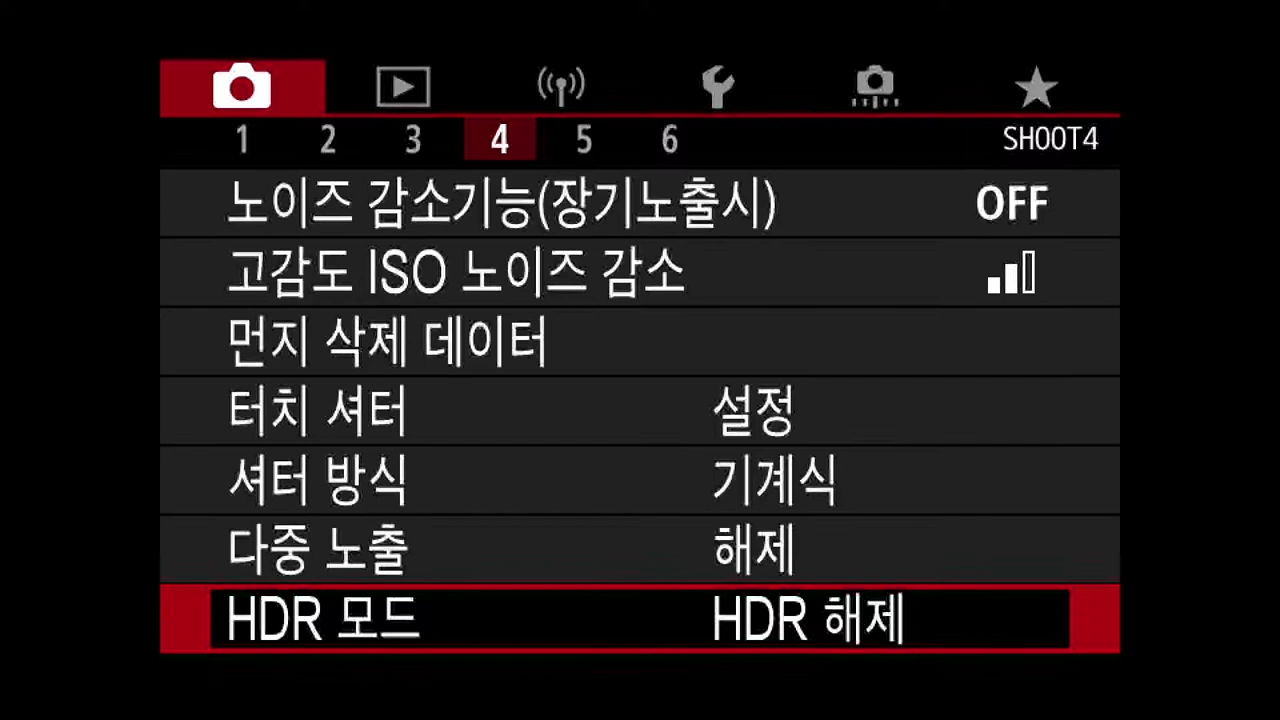 1 2 3 4 5 6 SHOOT4
노이즈 감소기능(장기노출시) OFF
고감도 ISO 노이즈 감소
먼지 삭제 데이터
터치 셔터 설정
셔터 방식 기계식
다중 노출 해제
HDR 모드 HDR 해제